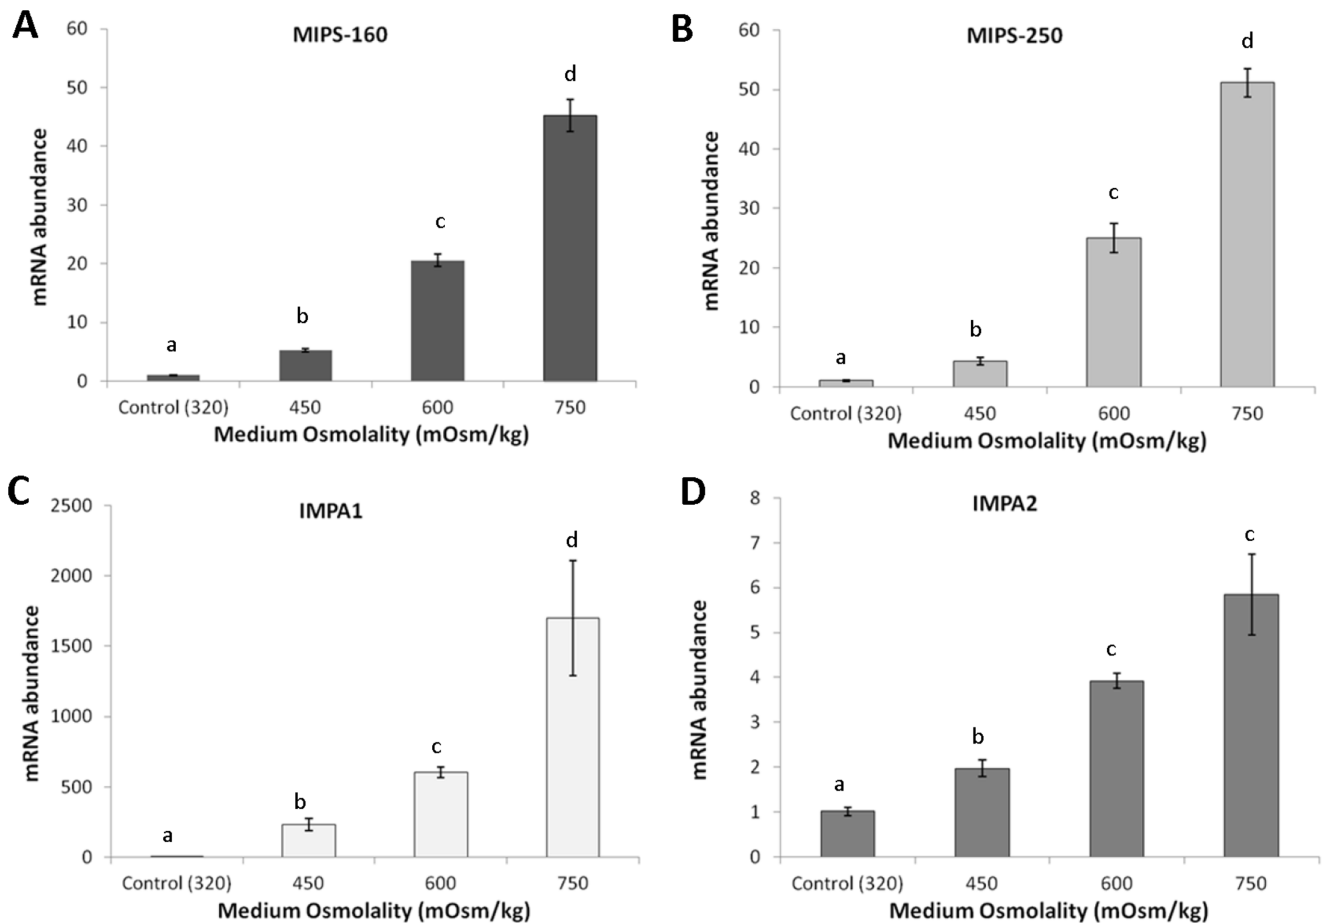 A
MIPS-160
60
50
40
30
20
10
0
mRNA abundance
a
b
c
d
Control (320) 450 600 750
Medium Osmolality (mOsm/kg)
B
MIPS-250
60
50
40
30
20
10
0
mRNA abundance
a
b
c
d
Control (320) 450 600 750
Medium Osmolality (mOsm/kg)
C
IMPA1
2500
2000
1500
1000
500
0
mRNA abundance
a
b
c
d
Control (320) 450 600 750
Medium Osmolality (mOsm/kg)
D
IMPA2
8
7
6
5
4
3
2
1
0
mRNA abundance
a
b
c
c
Control (320) 450 600 750
Medium Osmolality (mOsm/kg)